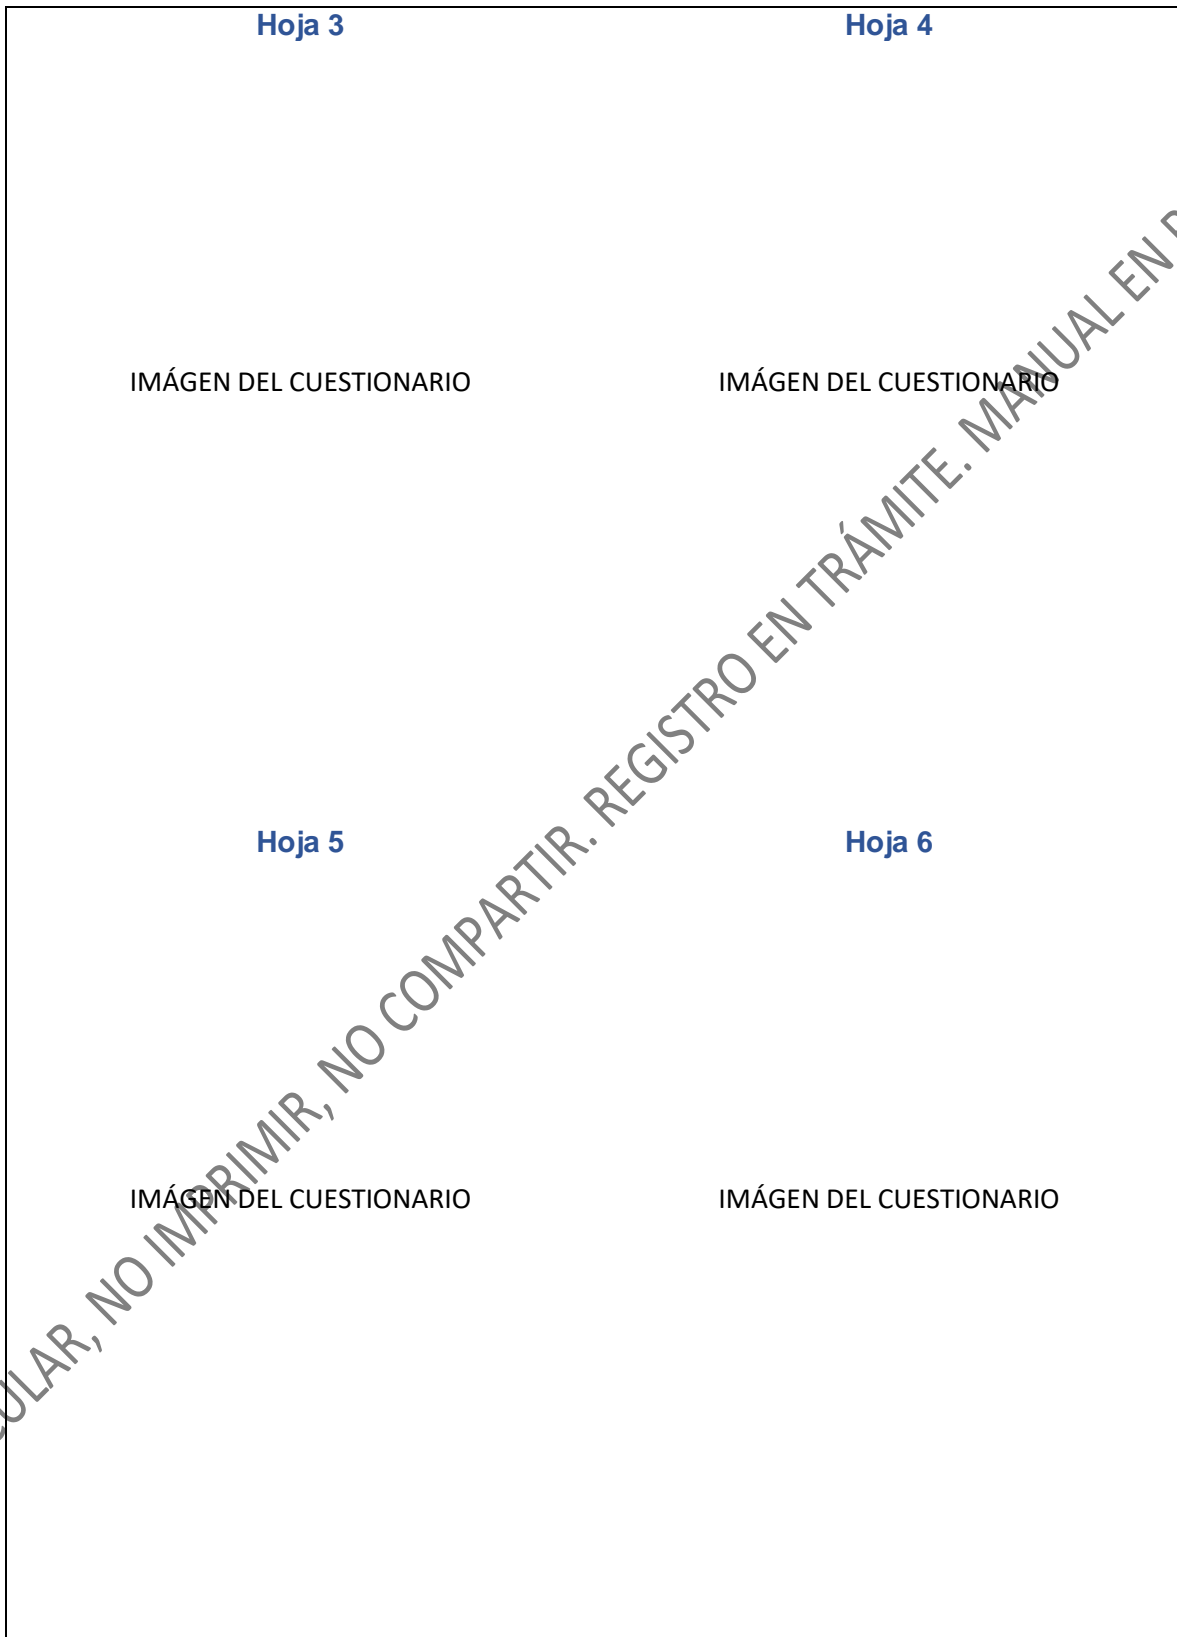 Hoja 3
Hoja 4
IMÁGEN DEL CUESTIONARIO
IMÁGEN DEL CUESTIONARIO
Hoja 5
Hoja 6
IMÁGEN DEL CUESTIONARIO
IMÁGEN DEL CUESTIONARIO
NO IMPRIMIR, NO COMPARTIR. REGISTRO EN TRÁMITE. MANUAL EN